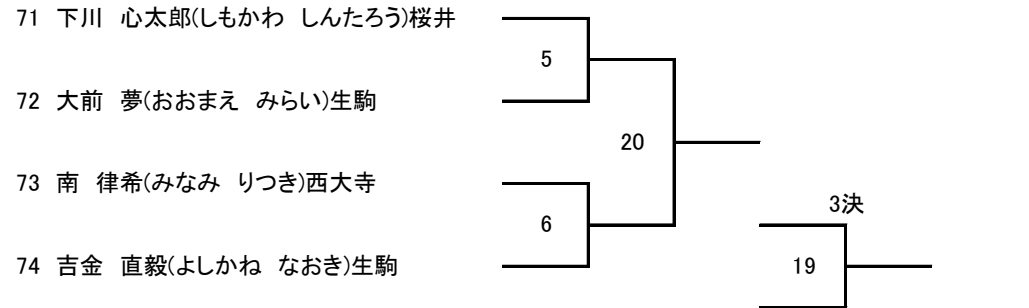 71 下川 心太郎(しもかわ しんたろう)桜井
5
72 大前 夢(おおまえ みらい)生駒
20
73 南 律希(みなみ りつき)西大寺
3決
6
74 吉金 直毅(よしかね なおき)生駒
19